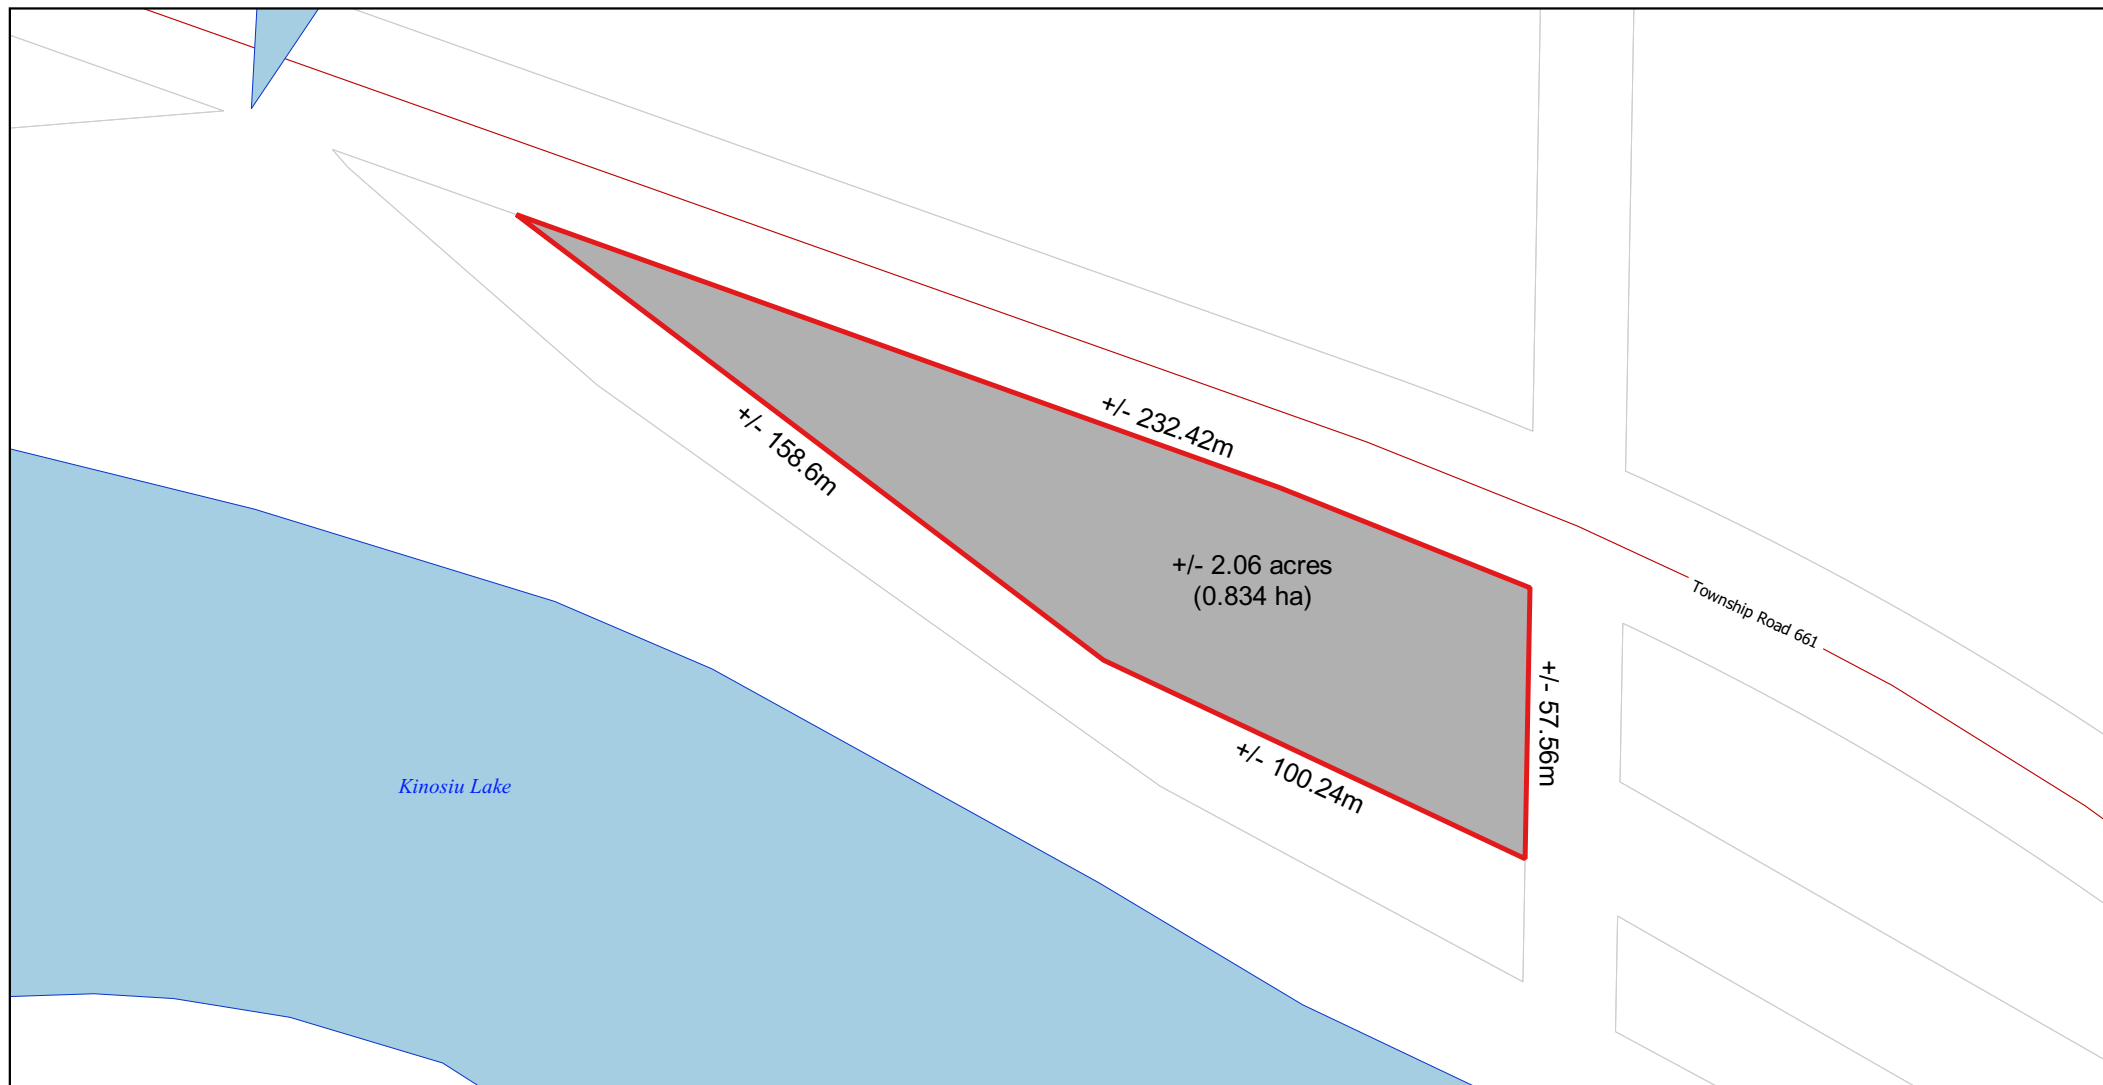 +/- 232.42m
+/- 158.6m
+/- 2.06 acres
(0.834 ha)
Township Road 661
+/- 57.56m
+/- 100.24m
Kinosiu Lake